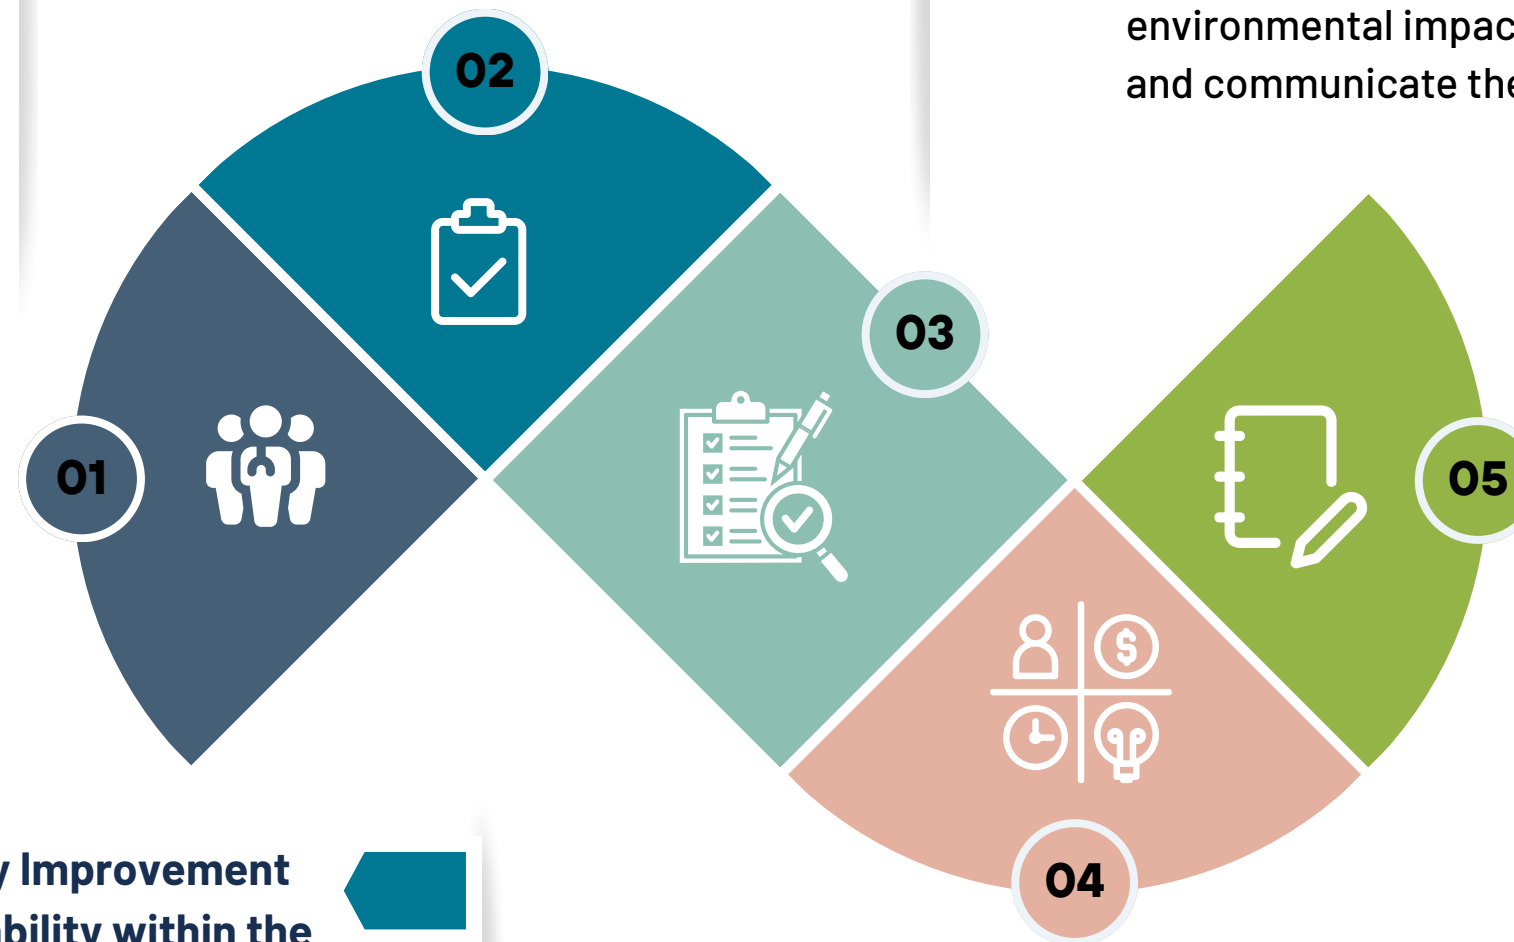 environmental impac
and communicate the
02
03
01
05
04
y Improvement
bility within the